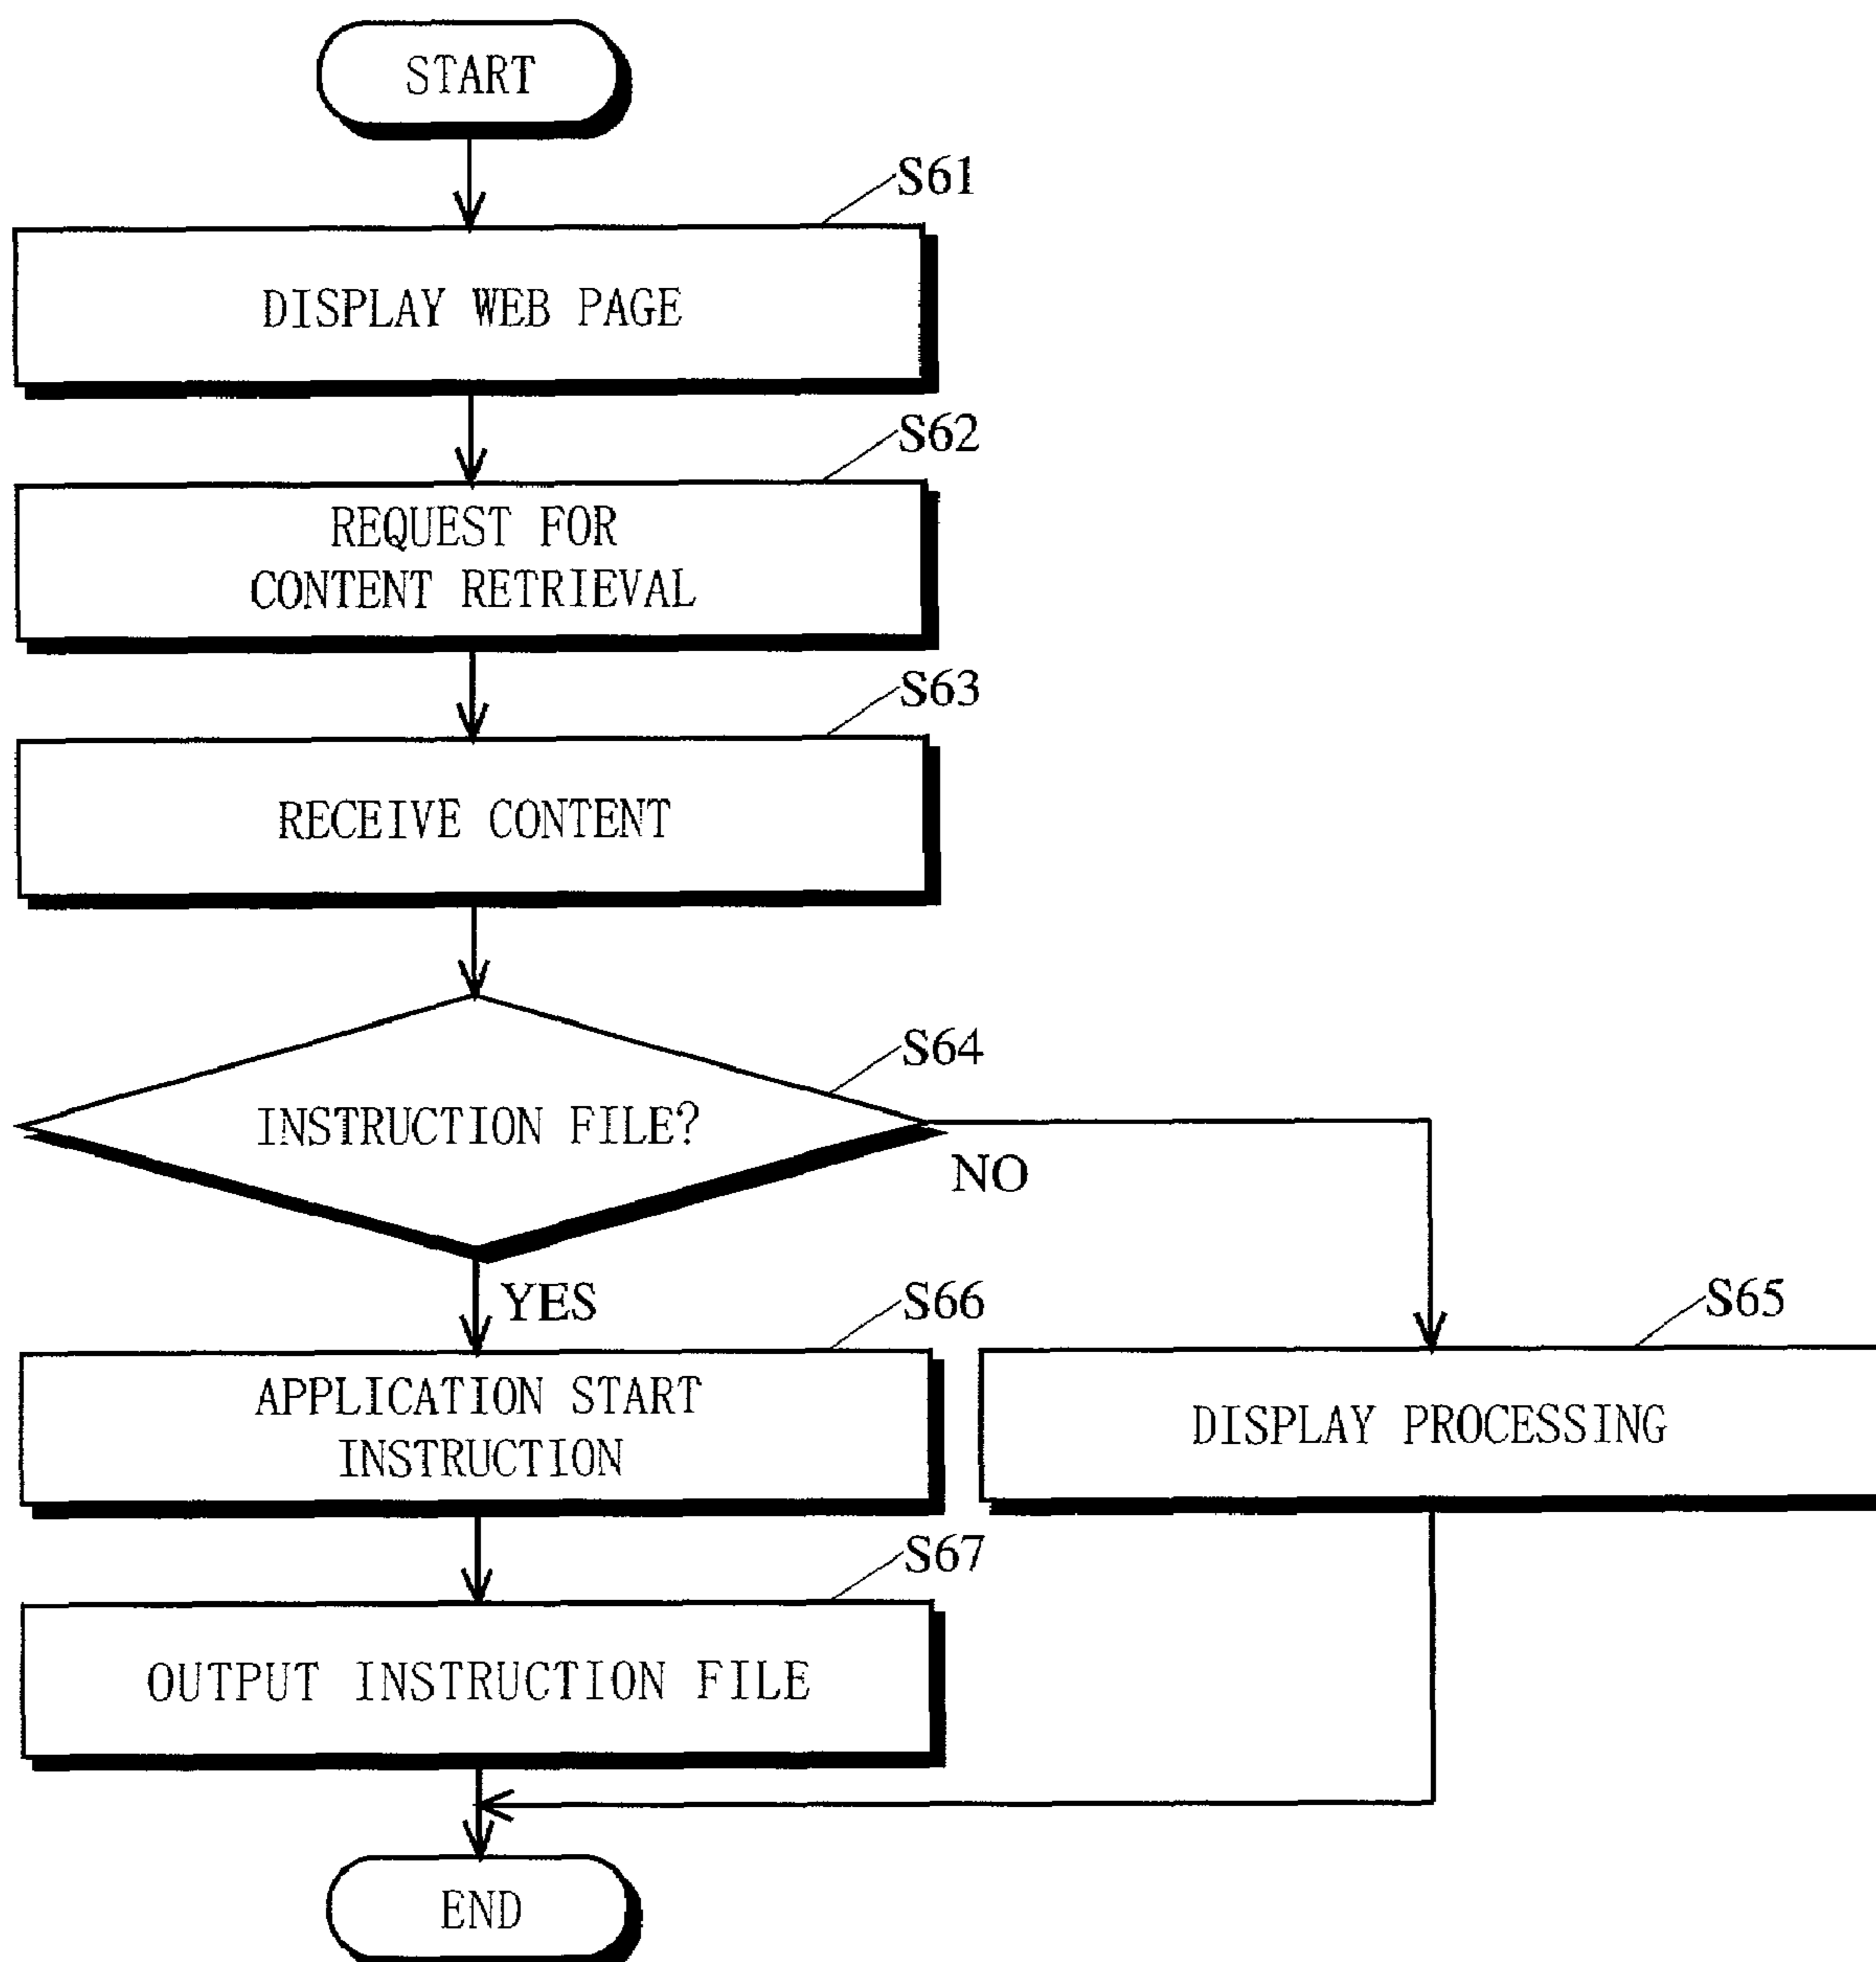 START
S61
DISPLAY WEB PAGE
S62
REQUEST FOR
CONTENT RETRIEVAL
S63
RECEIVE CONTENT
S64
INSTRUCTION FILE?
NO
YES
S66
S65
APPLICATION START
INSTRUCTION
DISPLAY PROCESSING
S67
OUTPUT INSTRUCTION FILE
END